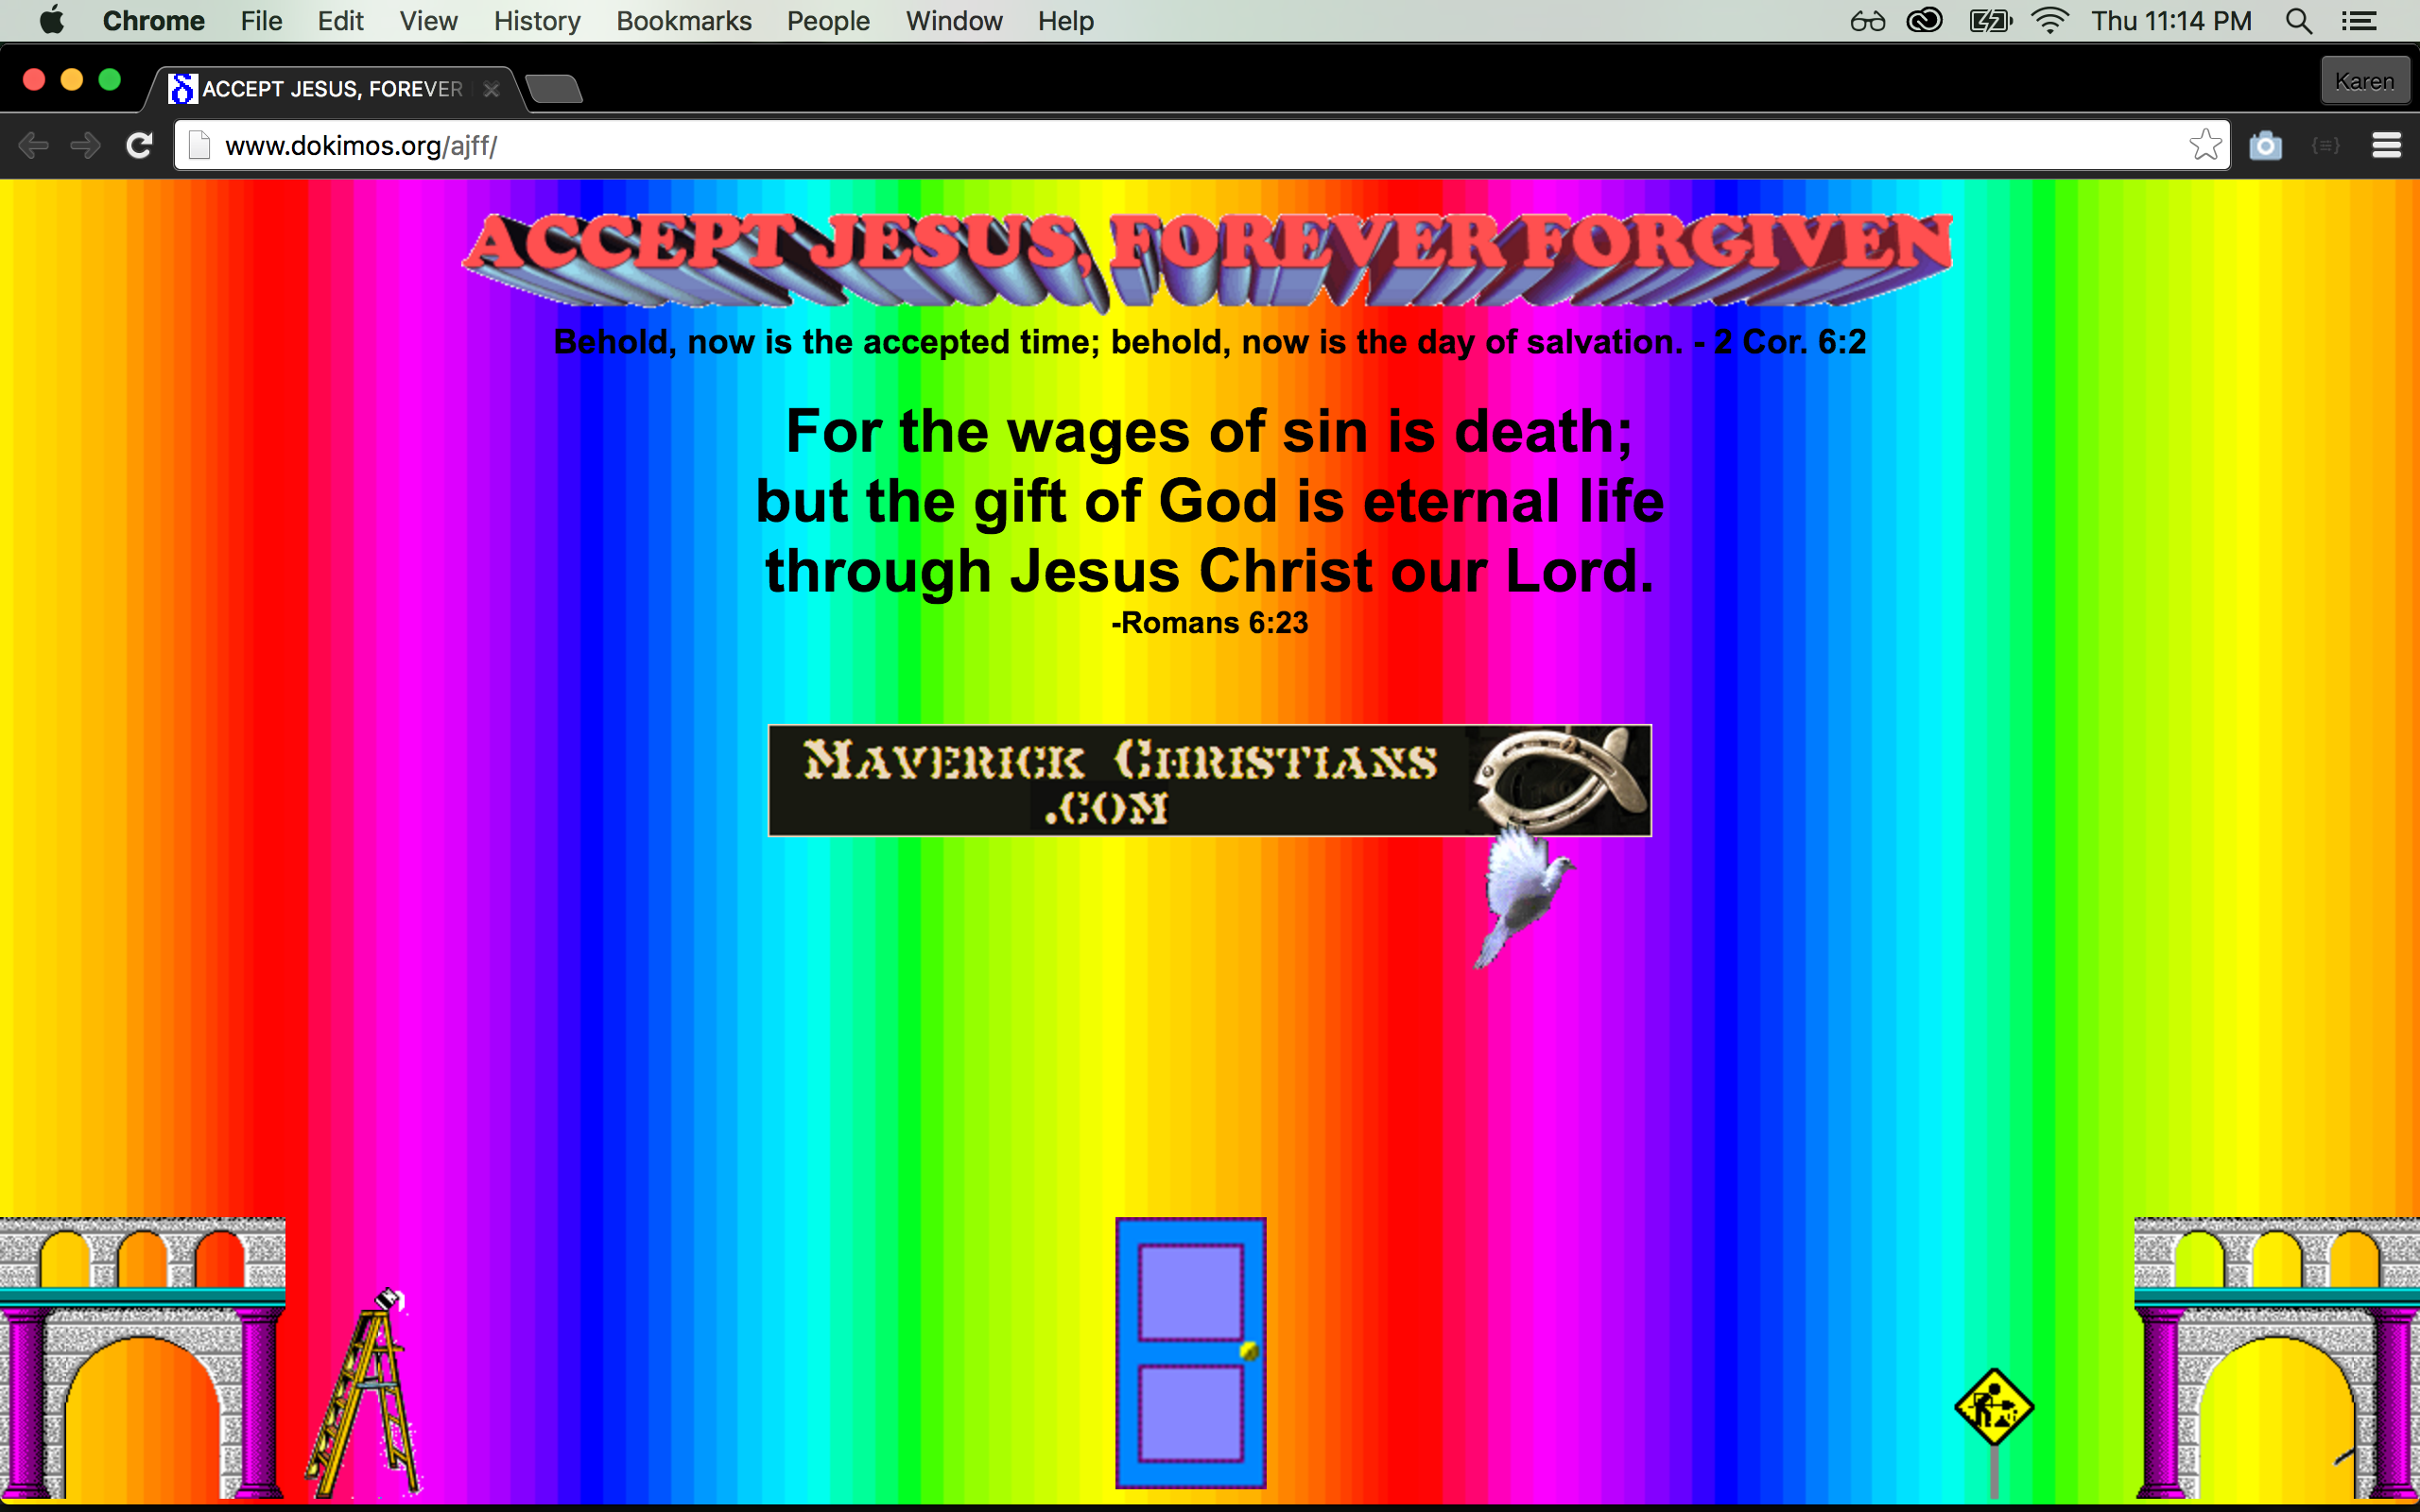 Chrome File Edit View History Bookmarks People Window Help Thu 11:14 PM
ACCEPT JESUS, FOREVER
Karen
www.dokimos.org/ajff/
ACCEPT JESUS, FOREVER FORGIVEN
Behold, now is the accepted time; behold, now is the day of salvation. - 2 Cor. 6:2
For the wages of sin is death;
but the gift of God is eternal life
through Jesus Christ our Lord.
-Romans 6:23
MAVERICK CHRISTIANS
.COM